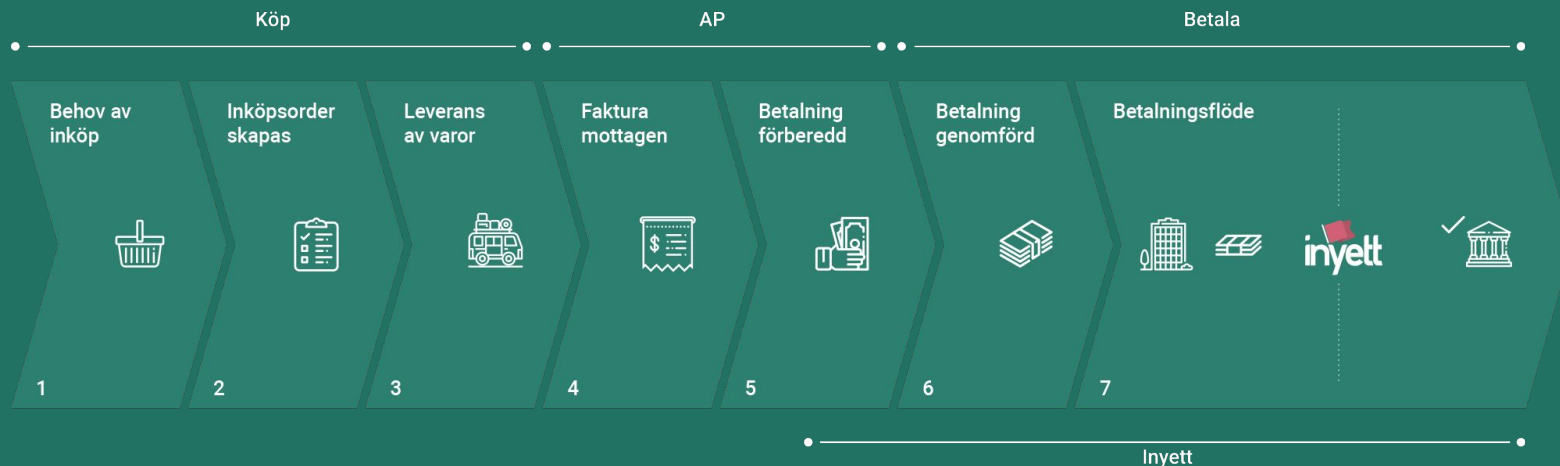 Köp
AP
Betala
Behov av
inköp
Inköpsorder
skapas
Leverans
av varor
Faktura
mottagen
Betalning
förberedd
Betalning
genomförd
Betalningsflöde
$
inyett
1
2
3
4
5
6
7
Inyett